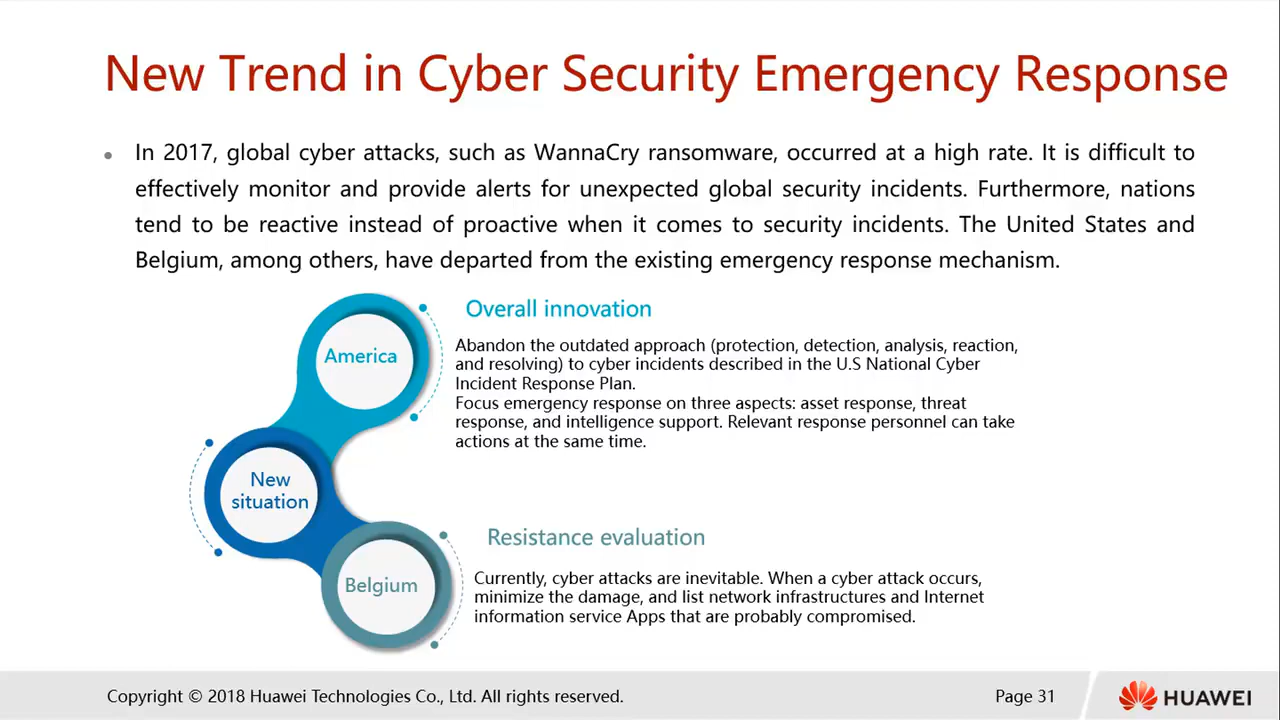 New Trend in Cyber Security Emergency Response
• In 2017, global cyber attacks, such as WannaCry ransomware, occurred at a high rate. It is difficult to
effectively monitor and provide alerts for unexpected global security incidents. Furthermore, nations
tend to be reactive instead of proactive when it comes to security incidents. The United States and
Belgium, among others, have departed from the existing emergency response mechanism.
America
Overall innovation
Abandon the outdated approach (protection, detection, analysis, reaction,
and resolving) to cyber incidents described in the U.S National Cyber
Incident Response Plan.
Focus emergency response on three aspects: asset response, threat
response, and intelligence support. Relevant response personnel can take
actions at the same time.
New
situation
Belgium
Resistance evaluation
Currently, cyber attacks are inevitable. When a cyber attack occurs,
minimize the damage, and list network infrastructures and Internet
information service Apps that are probably compromised.
Copyright © 2018 Huawei Technologies Co., Ltd. All rights reserved.
Page 31
HUAWEI